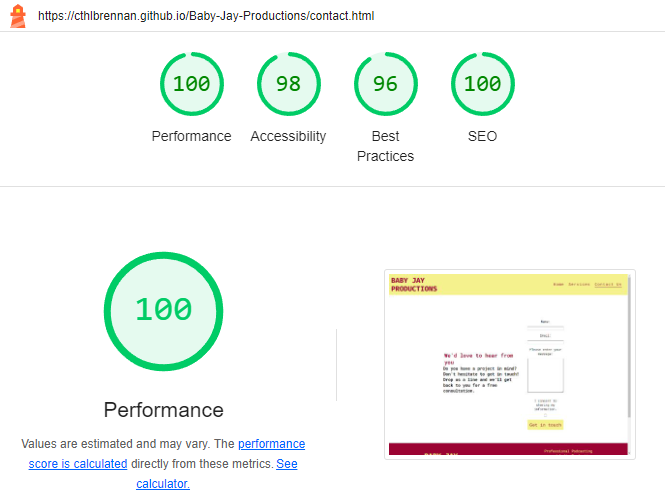 https://cthlbrennan.github.io/Baby-Jay-Productions/contact.html
100
98
96
100
Performance
Accessibility
Best
Practices
SEO
100
Performance
Values are estimated and may vary. The performance
score is calculated directly from these metrics. See
calculator.
BABY JAY
PRODUCTIONS
Home Services Contact Us
We'd love to hear from
you
Do you have a project in mind?
Don't hesitate to get in touch!
Drop us a line and we'll get
back to you for a free
consultation.
Name:
Email:
Please enter your
message:
I consent to
information:
Get in touch
BABY JAY
Professional Podcasting